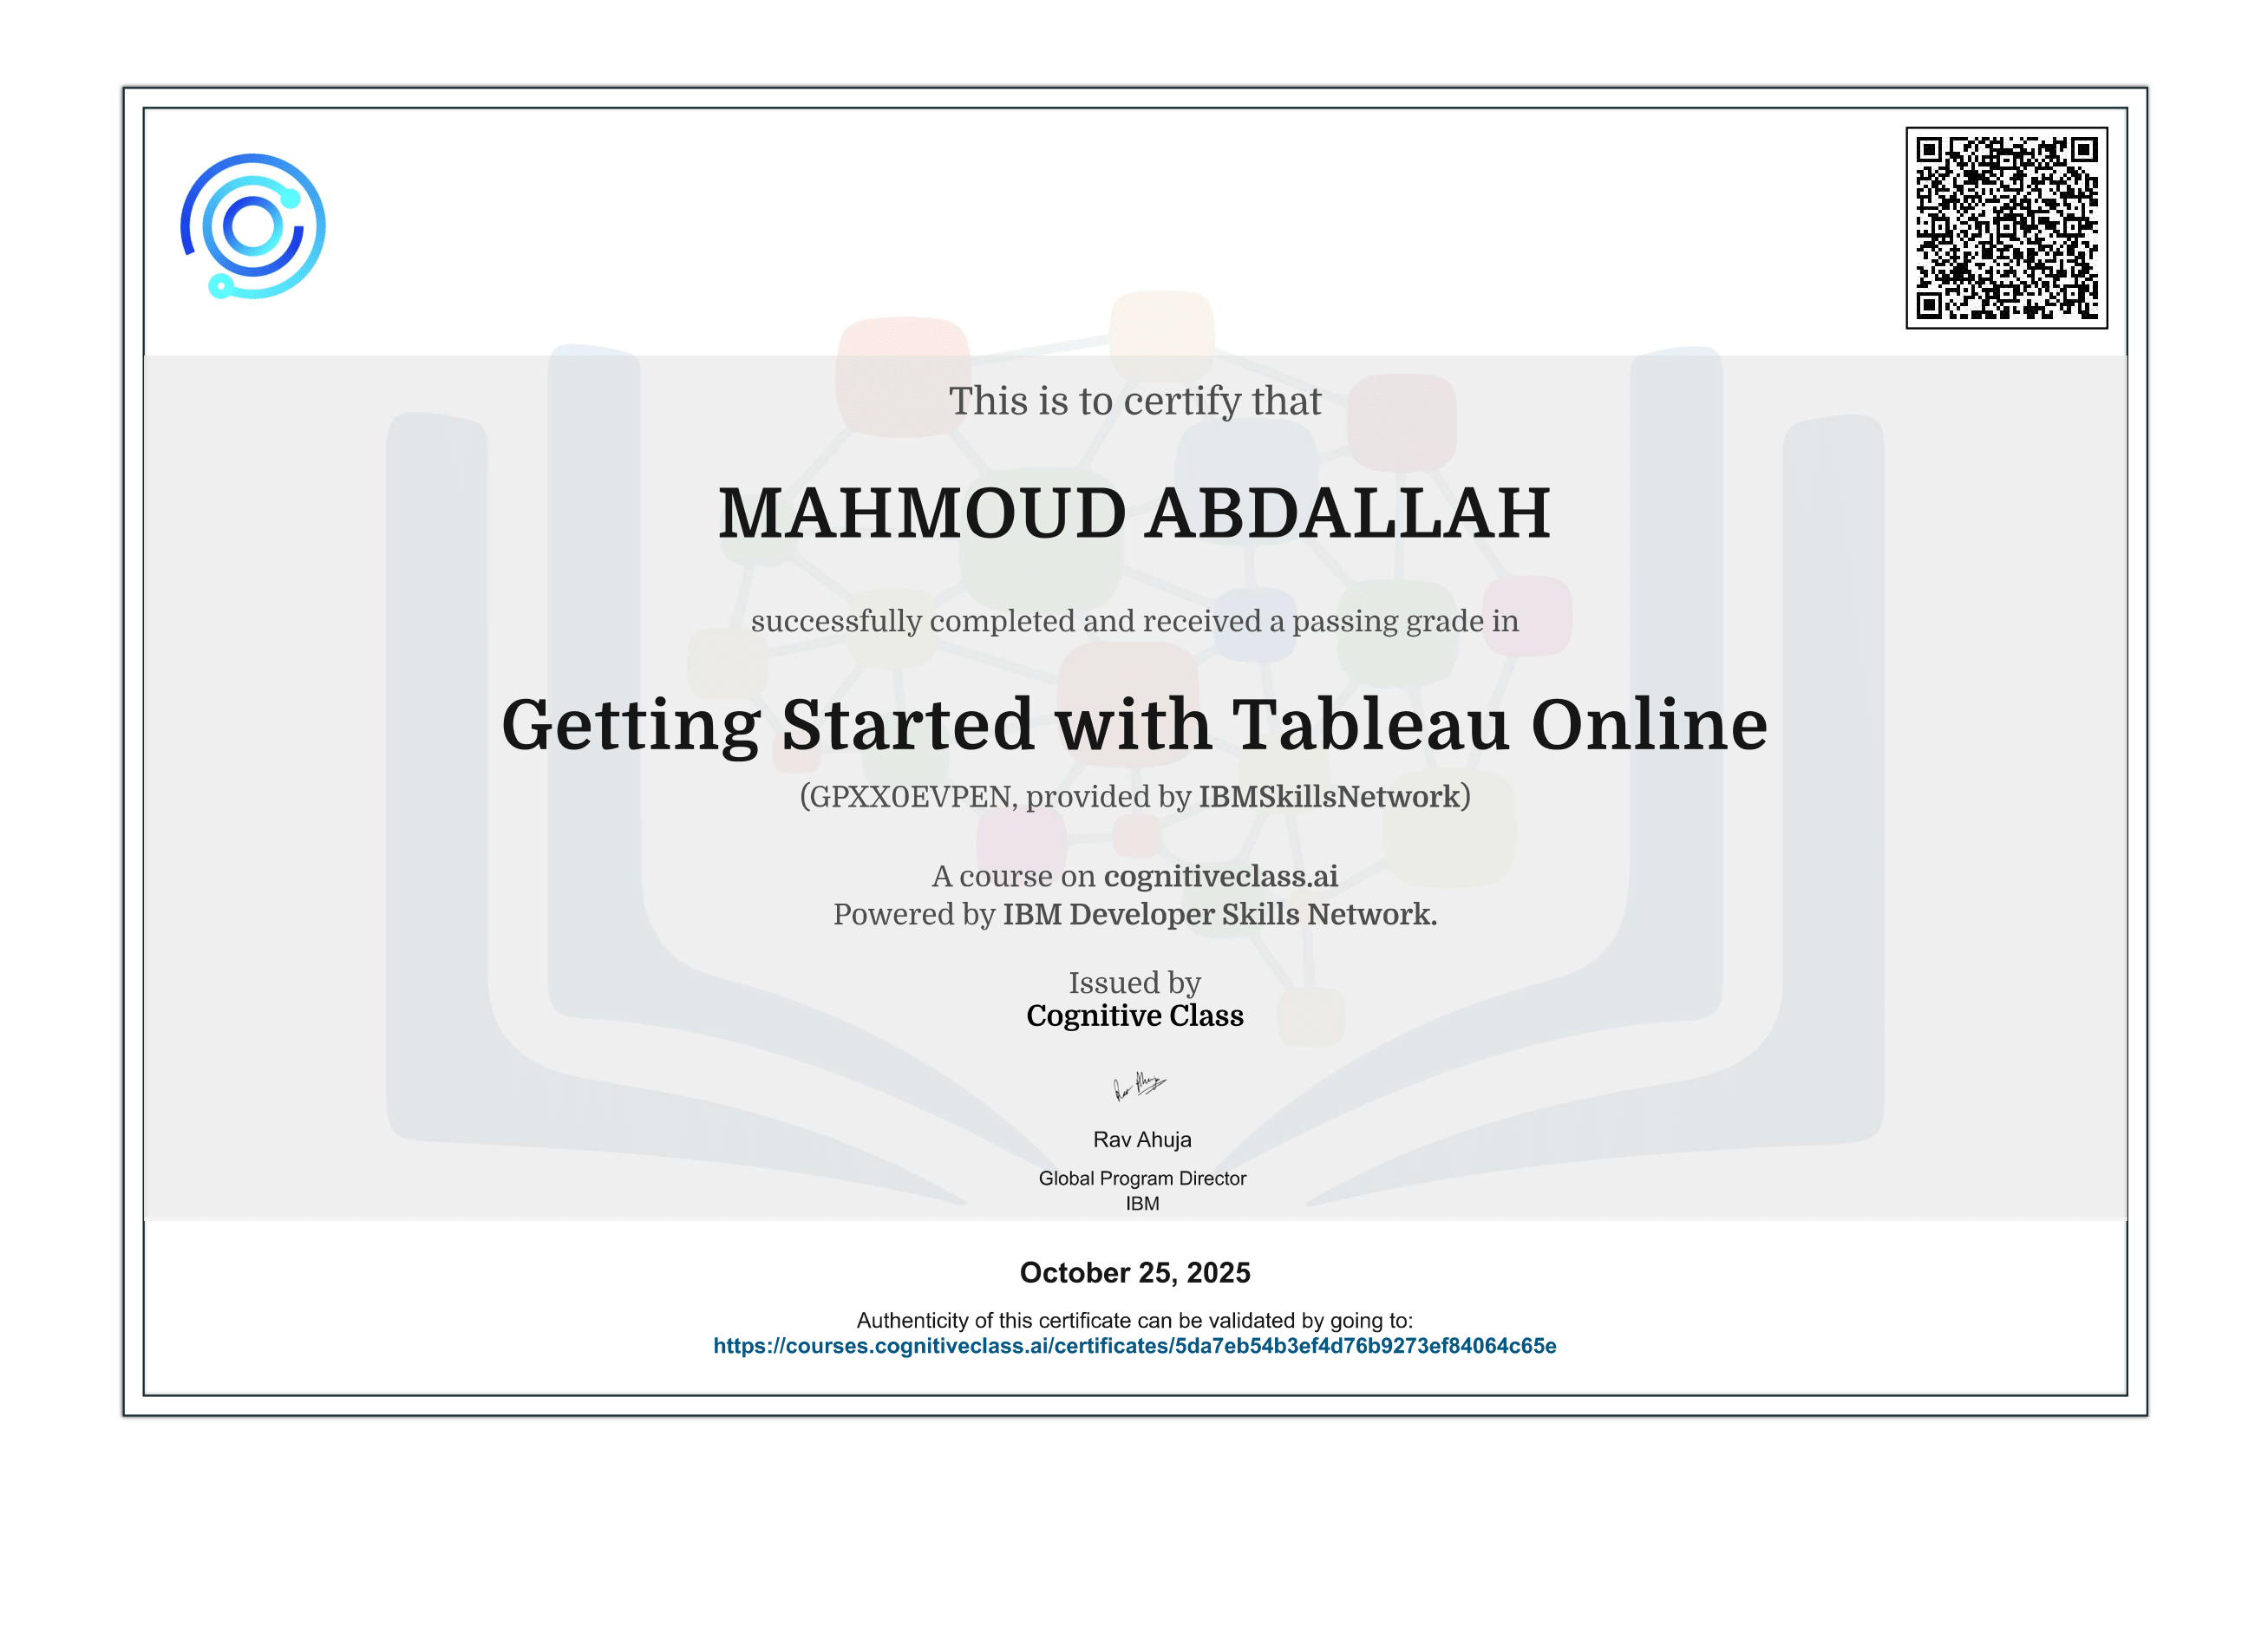 This is to certify that
MAHMOUD ABDALLAH
successfully completed and received a passing grade in
Getting Started with Tableau Online
(GPXX0EVPEN, provided by IBMSkillsNetwork)
A course on cognitiveclass.ai
Powered by IBM Developer Skills Network.
Issued by
Cognitive Class
Rav Ahuja
Rav Ahuja
Global Program Director
IBM
October 25, 2025
Authenticity of this certificate can be validated by going to:
https://courses.cognitiveclass.ai/certificates/5da7eb54b3ef4d76b9273ef84064c65e